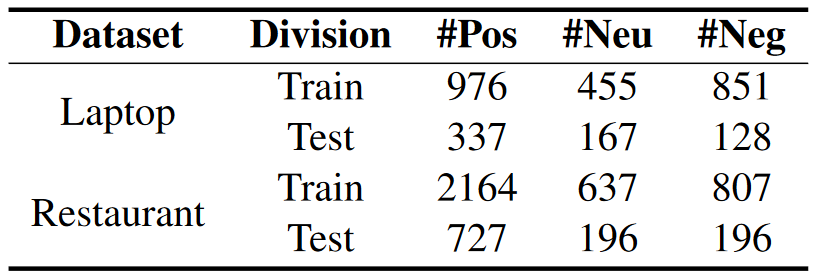 Dataset Division #Pos #Neu #Neg
Laptop Train 976 455 851
Test 337 167 128
Restaurant Train 2164 637 807
Test 727 196 196